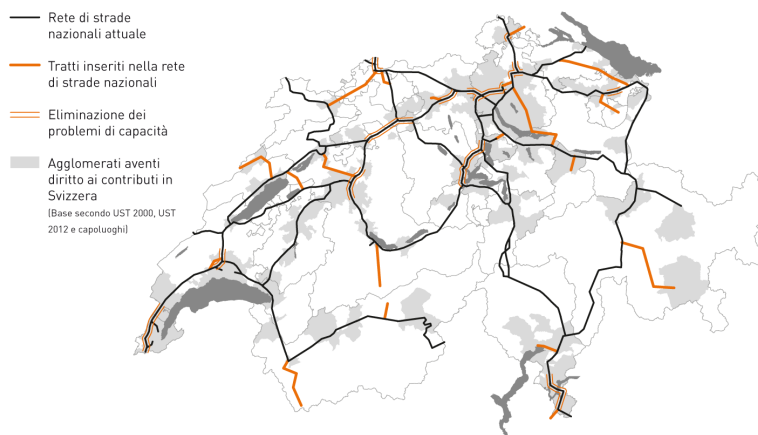 Rete di strade
nazionali attuale
Tratti inseriti nella rete
di strade nazionali
Eliminazione dei
problemi di capacità
Agglomerati aventi
diritto ai contributi in
Svizzera
(Base secondo UST 2000, UST
2012 e capoluoghi)